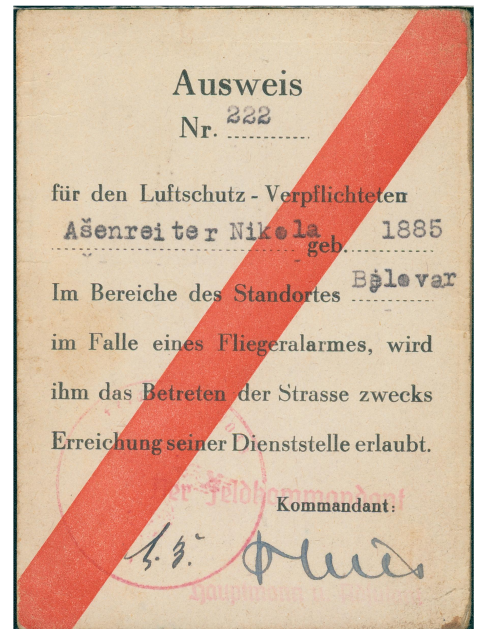 Ausweis
Nr. 222
für den Luftschutz - Verpflichteten
Ašenreiter Nikola geb. 1885
Im Bereiche des Standortes Bjelovar
im Falle eines Fliegeralarmes, wird
ihm das Betreten der Strasse zwecks
Erreichung seiner Dienststelle erlaubt.
Der Feldkommandant
Kommandant:
Hauptmann u.